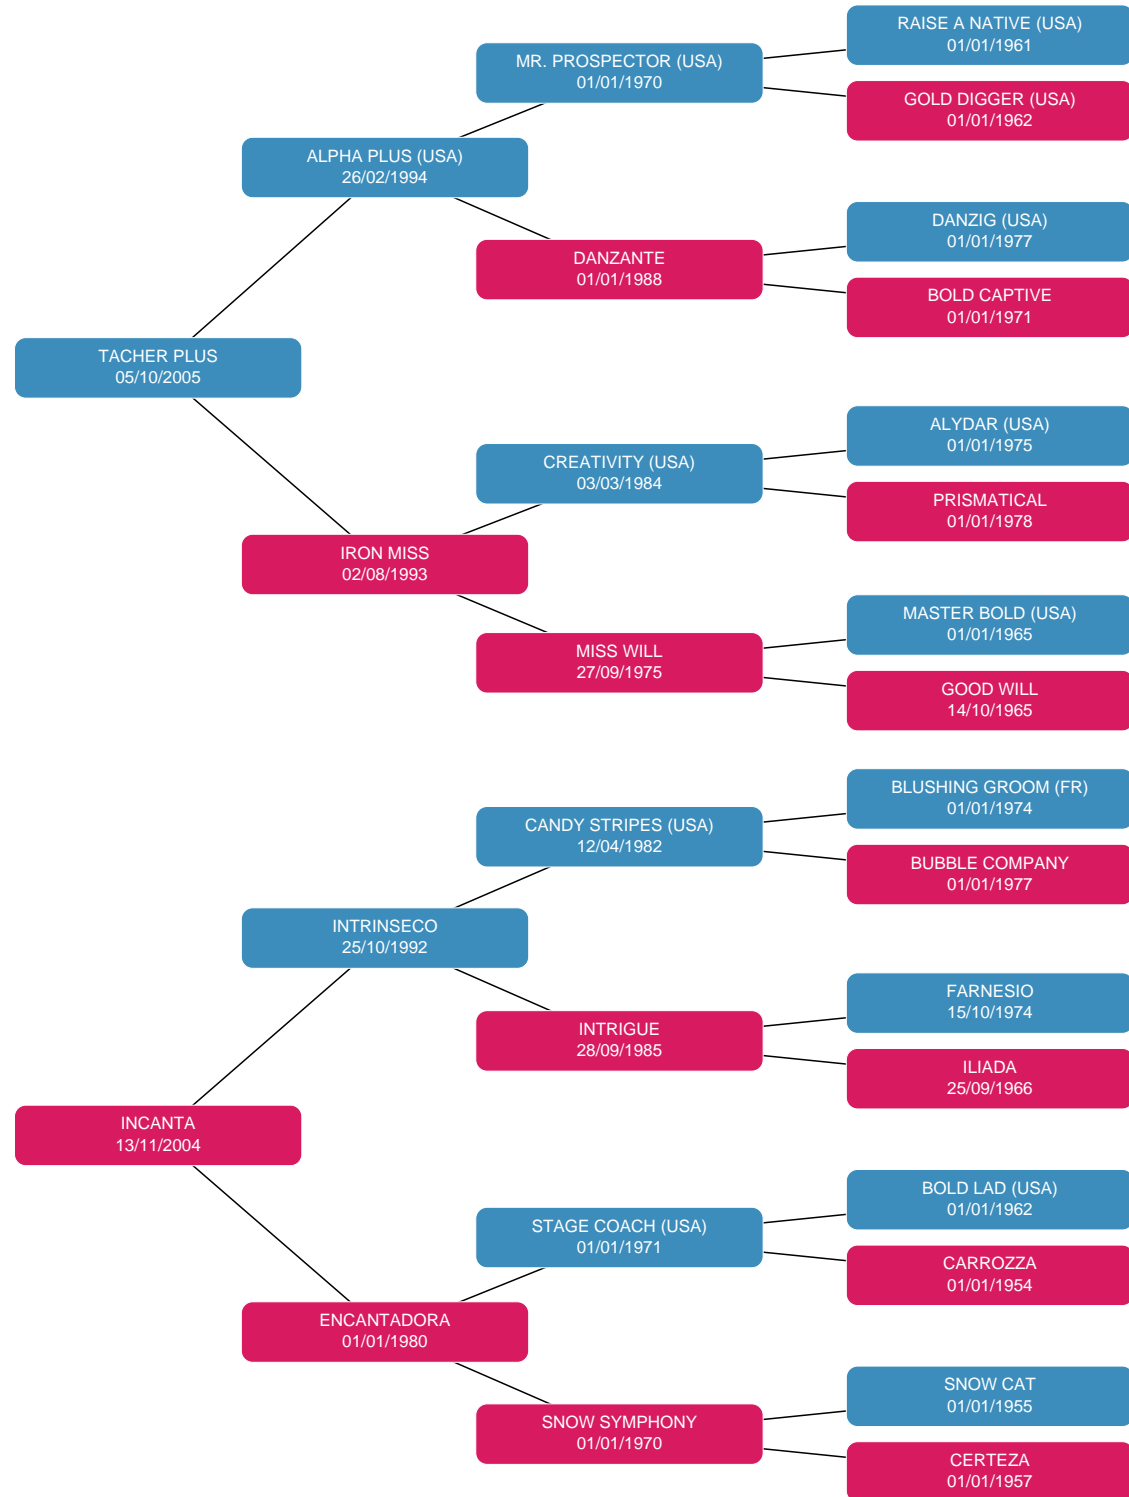 RAISE A NATIVE (USA)
01/01/1961
MR. PROSPECTOR (USA)
01/01/1970
GOLD DIGGER (USA)
01/01/1962
ALPHA PLUS (USA)
26/02/1994
DANZIG (USA)
01/01/1977
DANZANTE
01/01/1988
BOLD CAPTIVE
01/01/1971
TACHER PLUS
05/10/2005
ALYDAR (USA)
01/01/1975
CREATIVITY (USA)
03/03/1984
PRISMATICAL
01/01/1978
IRON MISS
02/08/1993
MASTER BOLD (USA)
01/01/1965
MISS WILL
27/09/1975
GOOD WILL
14/10/1965
BLUSHING GROOM (FR)
01/01/1974
CANDY STRIPES (USA)
12/04/1982
BUBBLE COMPANY
01/01/1977
INTRINSECO
25/10/1992
FARNESIO
15/10/1974
INTRIGUE
28/09/1985
ILIADA
25/09/1966
INCANTA
13/11/2004
BOLD LAD (USA)
01/01/1962
STAGE COACH (USA)
01/01/1971
CARROZZA
01/01/1954
ENCANTADORA
01/01/1980
SNOW CAT
01/01/1955
SNOW SYMPHONY
01/01/1970
CERTEZA
01/01/1957